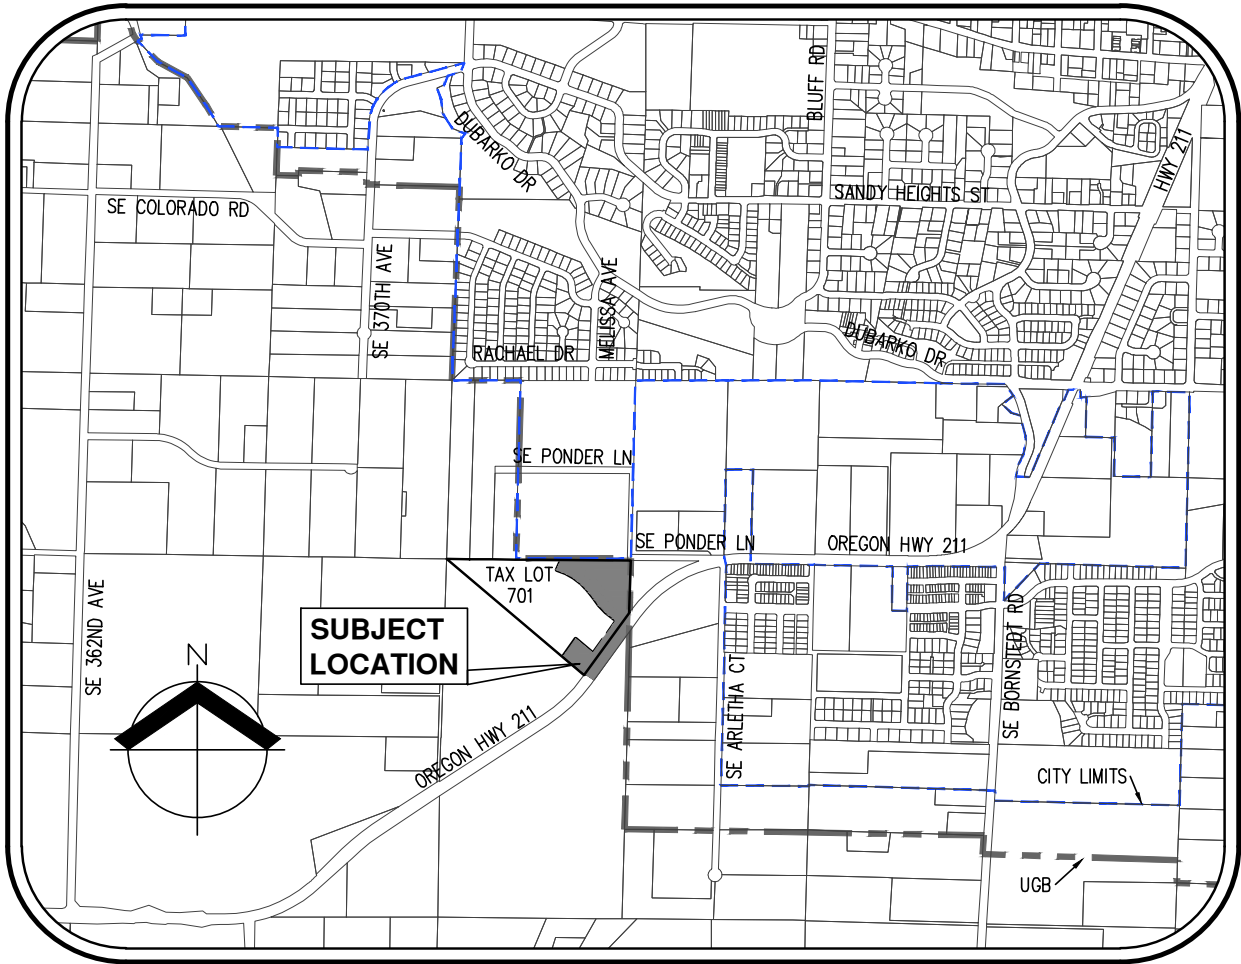 BLUFF RD
DUBARKO DR
HWY 211
SANDY HEIGHTS ST
SE COLORADO RD
SE 370TH AVE
MELISSA AVE
RACHAEL DR
DUBARKO DR
SE PONDER LN
SE PONDER LN
OREGON HWY 211
TAX LOT
701
SE 362ND AVE
SUBJECT
LOCATION
N
SE BORNSTEDT RD
SE ARLETHA CT
OREGON HWY 211
CITY LIMITS
UGB